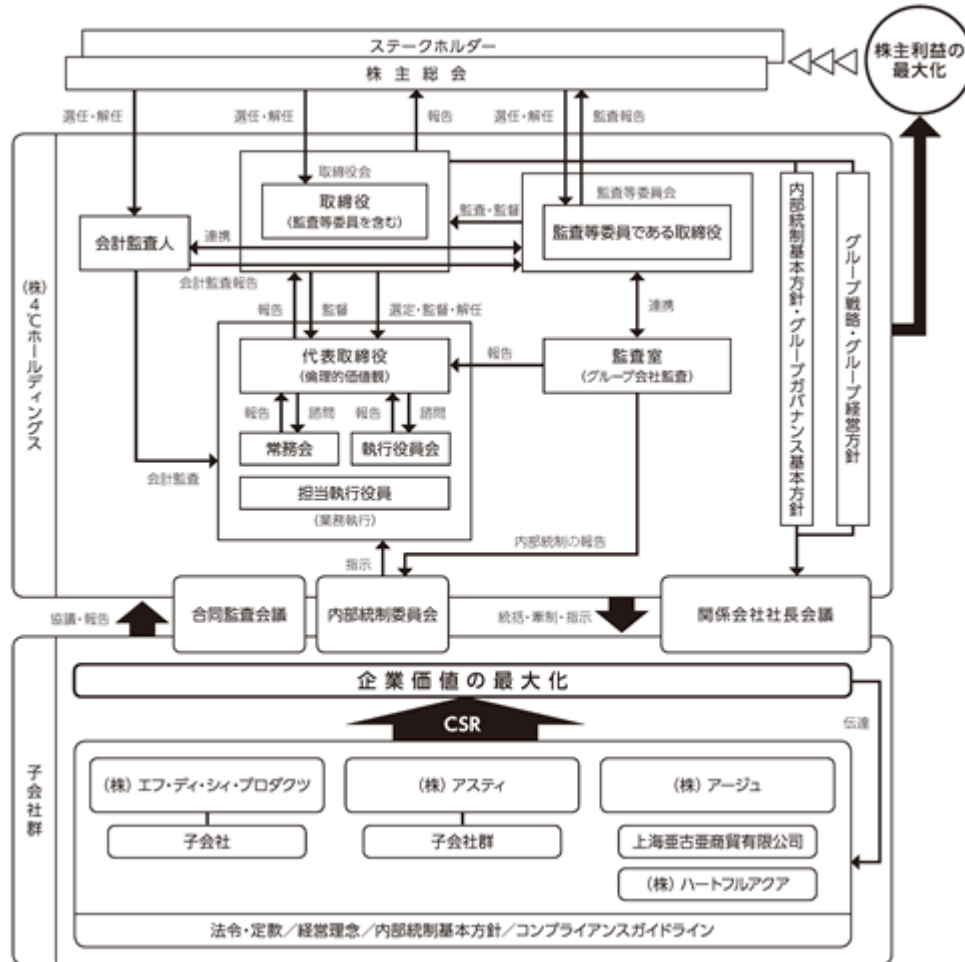 ステークホルダー
株主総会
株主利益の
最大化
選任・解任
選任・解任
報告
選任・解任
監査報告
取締役会
取締役
(監査等委員を含む)
監査等委員会
監査等委員である取締役
監査・監督
会計監査人
連携
会計監査報告
報告
監督
選定・監督・解任
連携
代表取締役
(倫理的価値観)
報告
監査室
(グループ会社監査)
報告
諮問
報告
諮問
常務会
執行役員会
会計監査
担当執行役員
(業務執行)
内部統制の報告
指示
内部統制基本方針・グループガバナンス基本方針
グループ戦略・グループ経営方針
(株)4℃ホールディングス
協議・報告
合同監査会議
内部統制委員会
統括・牽制・指示
関係会社社長会議
企業価値の最大化
CSR
伝達
子会社群
(株)エフ・ディ・シィ・プロダクツ
(株)アスティ
(株)アージュ
子会社
子会社群
上海亜古亜商貿有限公司
(株)ハートフルアクア
法令・定款/経営理念/内部統制基本方針/コンプライアンスガイドライン